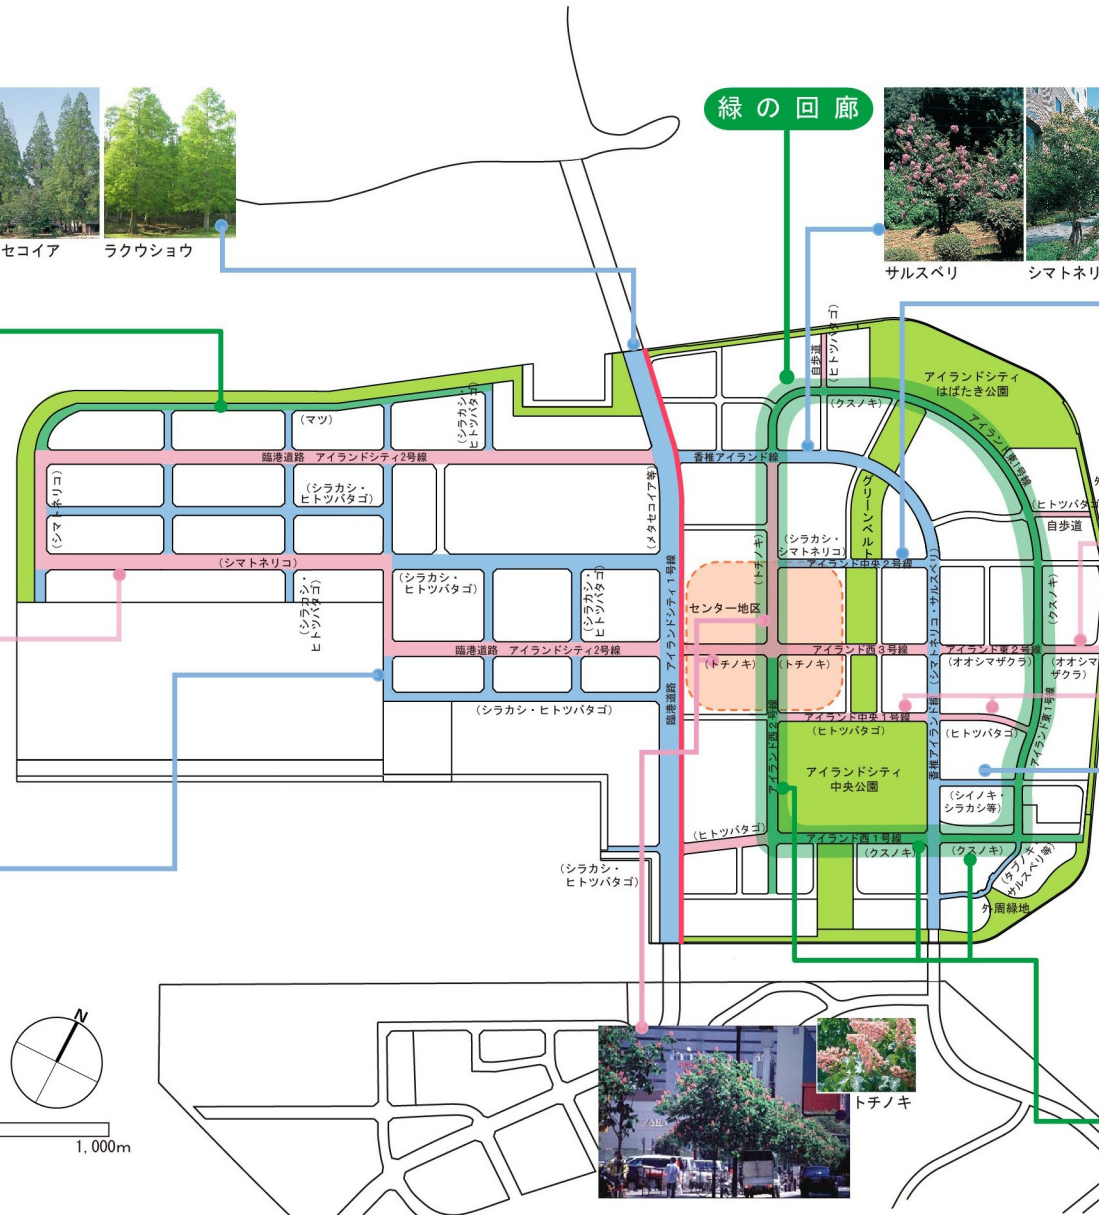 緑の回廊
セコイア
ラクウショウ
サルスベリ
シマトネリ
自歩道
(ヒトツバタゴ)
アイランドシティ
はばたき公園
(マツ)
(シラカシ・
ヒトツバタゴ)
(クスノキ)
アイランド東1号線
臨港道路 アイランドシティ2号線
香椎アイランド線
(シマトネリコ)
(シラカシ・
ヒトツバタゴ)
(メタセコイア等)
グリーンベルト
(ヒトツバタゴ
自歩道
(シラカシ・
シマトネリコ)
(トチノキ)
アイランド中央2号線
(シマトネリコ)
(シラカシ・
ヒトツバタゴ)
(シラカシ・
ヒトツバタゴ)
(シラカシ・
ヒトツバタゴ)
臨港道路 アイランドシティ1号線
センター地区
(シマトネリコ・サルスベリ)
(クスノキ)
臨港道路 アイランドシティ2号線
アイランド西3号線
アイランド東2号線
(トチノキ)
(トチノキ)
(オオシマザクラ)
(オオシマ
ザクラ)
(シラカシ・ヒトツバタゴ)
アイランド西2号線
アイランド中央1号線
(ヒトツバタゴ)
香椎アイランド線
(ヒトツバタゴ)
アイランド東1号線
アイランドシティ
中央公園
(シイノキ・
シラカシ等)
(ヒトツバタゴ)
アイランド西1号線
(クスノキ)
(クスノキ)
(タブノキ・
サルスベリ等)
(シラカシ・
ヒトツバタゴ)
外周緑地
N
1,000m
トチノキ